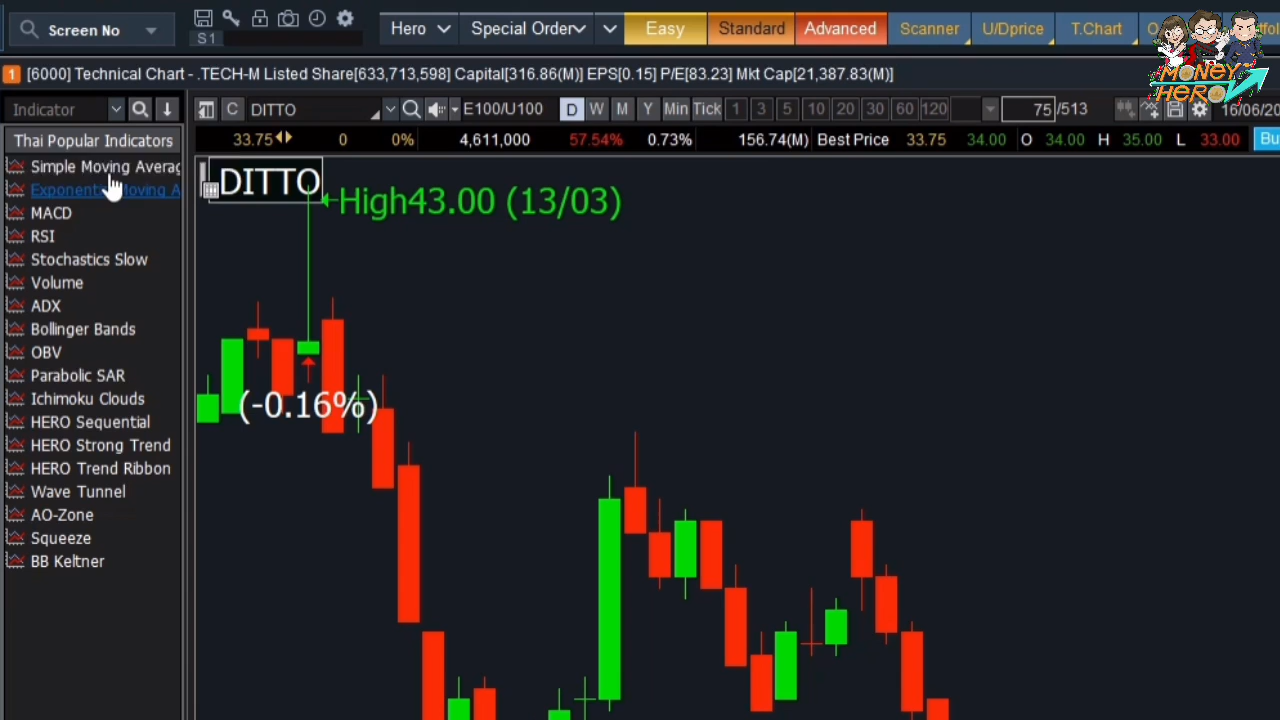 Screen No
S1
Hero
Special Order
Easy
Standard
Advanced
Scanner
U/Dprice
T.Chart
MONEY HERO
1 [6000] Technical Chart - .TECH-M Listed Share[633,713,598] Capital[316.86(M)] EPS[0.15] P/E[83.23] Mkt Cap[21,387.83(M)]
Indicator
C DITTO E100/U100 D W M Y Min Tick 1 3 5 10 20 30 60 120 75 /513 16/06/20
Thai Popular Indicators
33.75 0 0% 4,611,000 57.54% 0.73% 156.74(M) Best Price 33.75 34.00 O 34.00 H 35.00 L 33.00 Bu
Simple Moving Averag
Exponent Moving A
MACD
RSI
Stochastics Slow
Volume
ADX
Bollinger Bands
OBV
Parabolic SAR
Ichimoku Clouds
HERO Sequential
HERO Strong Trend
HERO Trend Ribbon
Wave Tunnel
AO-Zone
Squeeze
BB Keltner
DITTO
High43.00 (13/03)
(-0.16%)